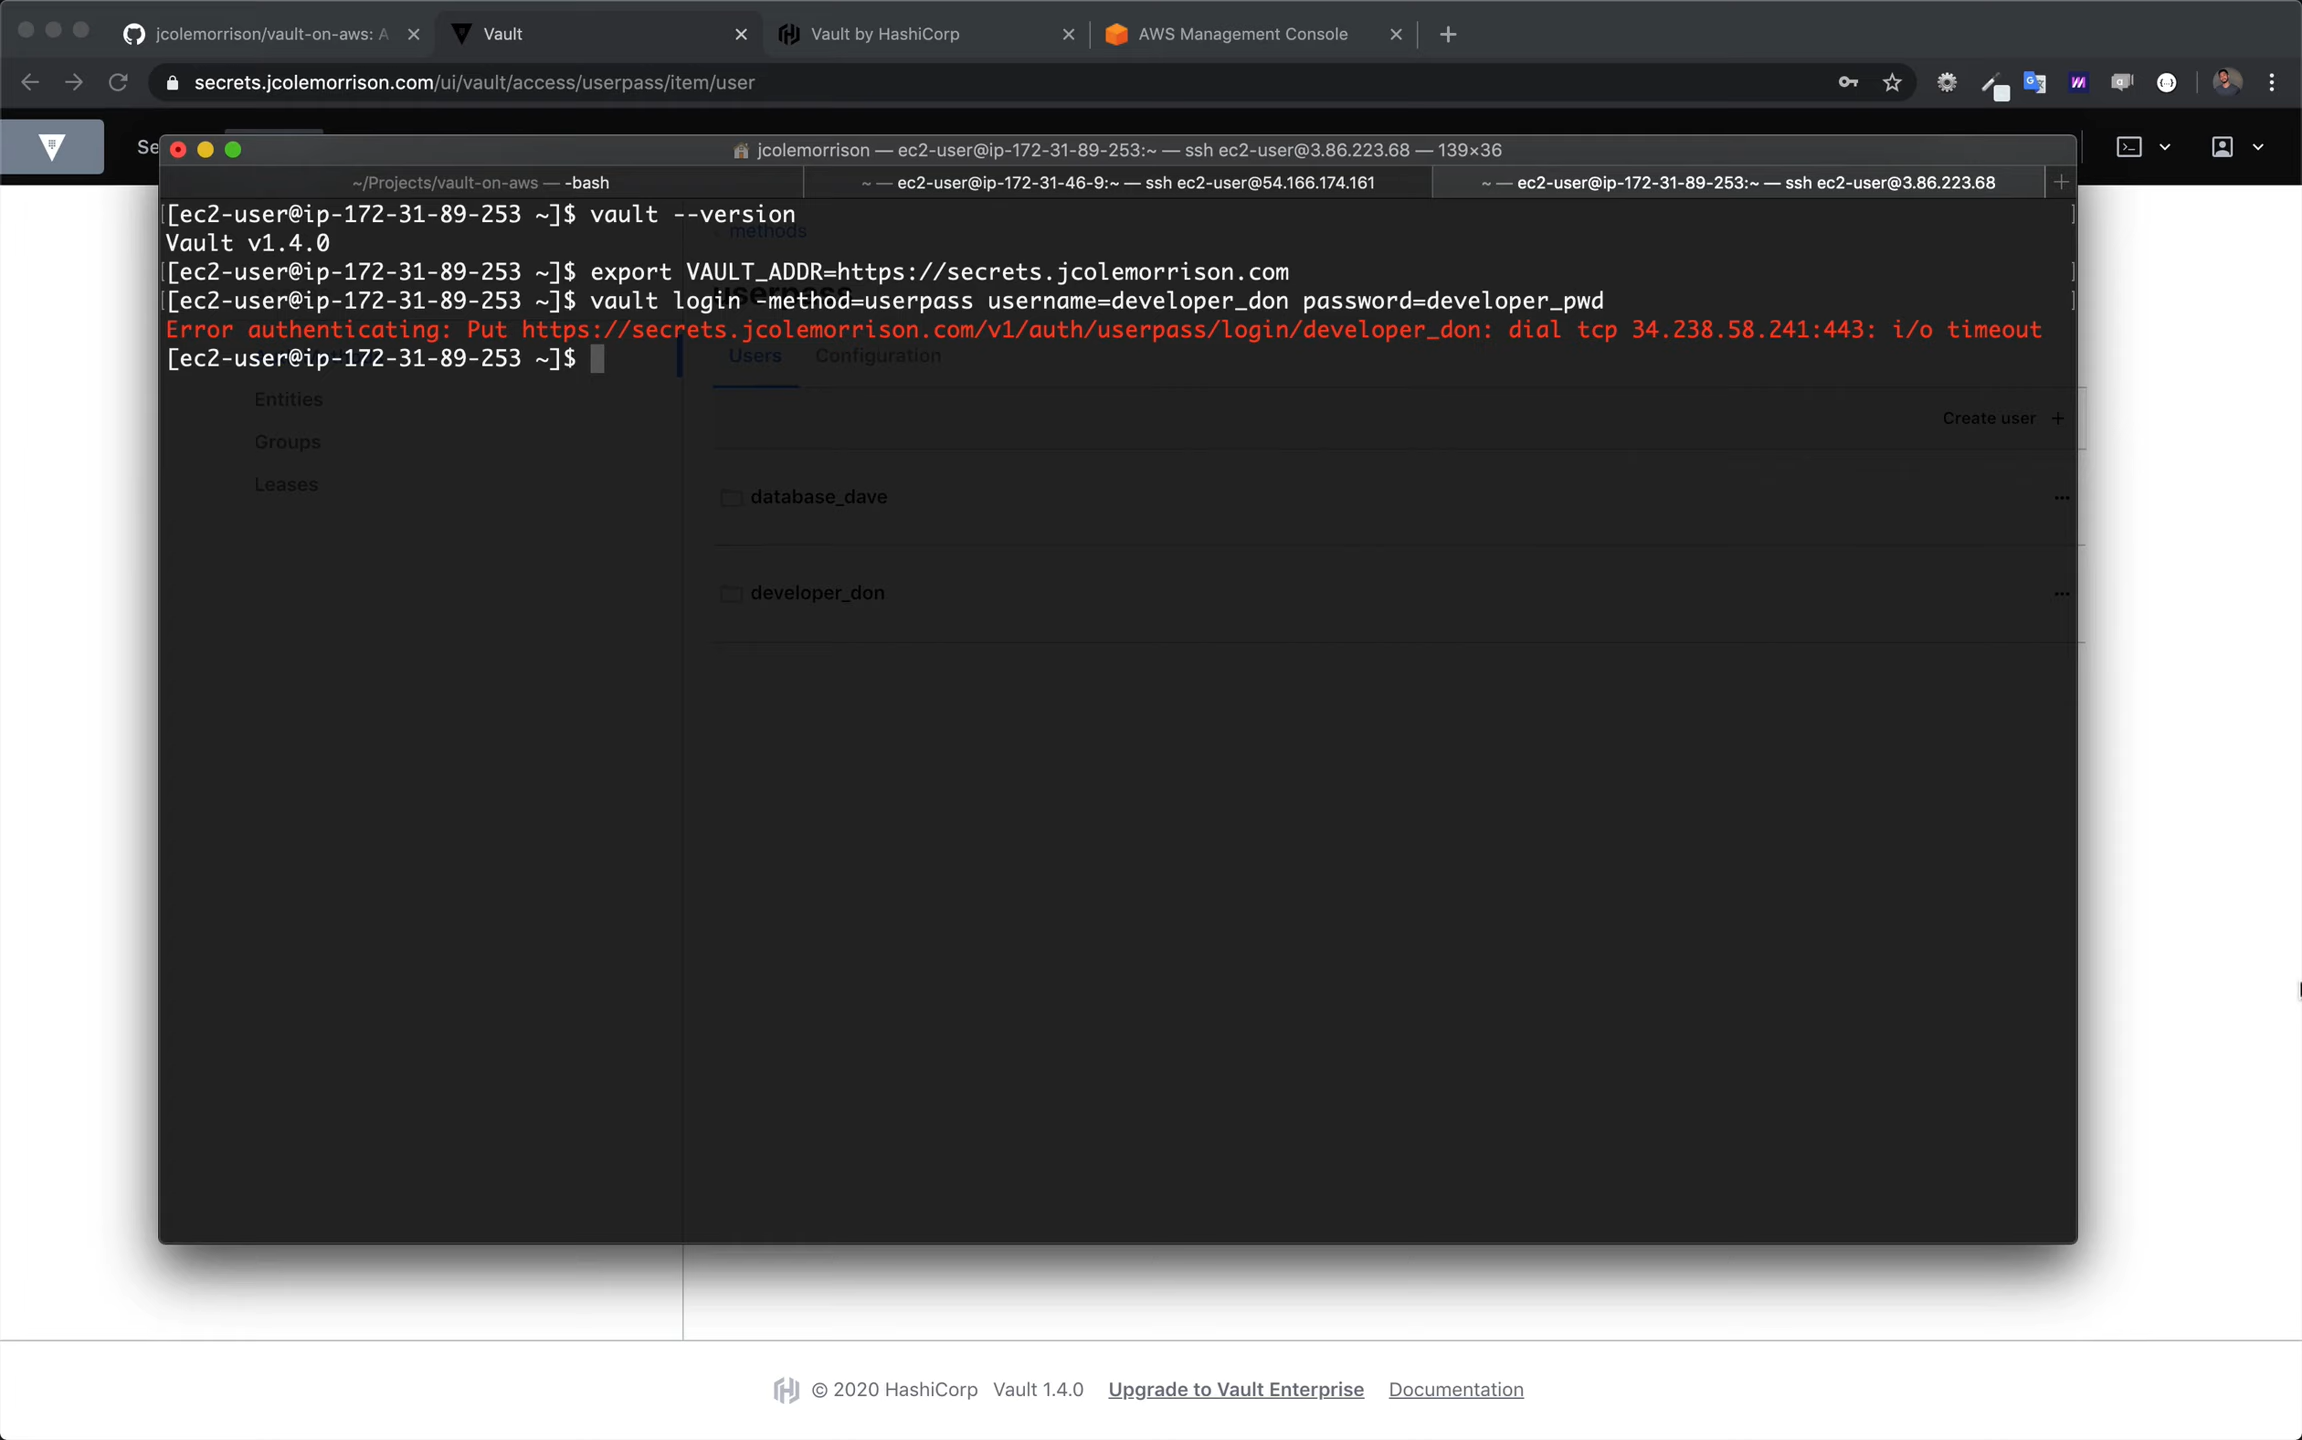 jcolemorrison/vault-on-aws: A
Vault
Vault by HashiCorp
AWS Management Console
secrets.jcolemorrison.com/ui/vault/access/userpass/item/user
Se
jcolemorrison — ec2-user@ip-172-31-89-253:~ — ssh ec2-user@3.86.223.68 — 139×36
~/Projects/vault-on-aws — -bash
~ — ec2-user@ip-172-31-46-9:~ — ssh ec2-user@54.166.174.161
~ — ec2-user@ip-172-31-89-253:~ — ssh ec2-user@3.86.223.68
[ec2-user@ip-172-31-89-253 ~]$ vault --version
methods
Vault v1.4.0
[ec2-user@ip-172-31-89-253 ~]$ export VAULT_ADDR=https://secrets.jcolemorrison.com
userpass
[ec2-user@ip-172-31-89-253 ~]$ vault login -method=userpass username=developer_don password=developer_pwd
Error authenticating: Put https://secrets.jcolemorrison.com/v1/auth/userpass/login/developer_don: dial tcp 34.238.58.241:443: i/o timeout
[ec2-user@ip-172-31-89-253 ~]$
Users Configuration
Entities
Create user +
Groups
Leases
database_dave
developer_don
© 2020 HashiCorp Vault 1.4.0 Upgrade to Vault Enterprise Documentation